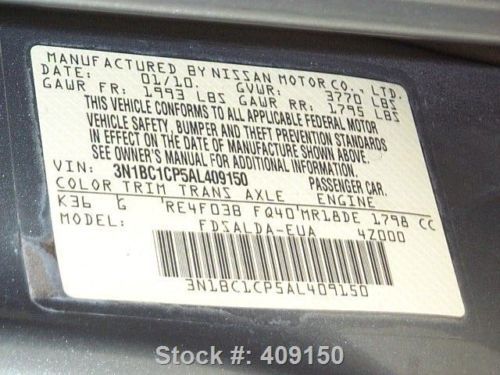 MANUFACTURED BY NISSAN MOTOR CO., LTD.
DATE: 01/10. GVWR: 3770 LBS
GAWR FR: 1993 LBS GAWR RR: 1795 LBS
THIS VEHICLE CONFORMS TO ALL APPLICABLE FEDERAL MOTOR
VEHICLE SAFETY, BUMPER AND THEFT PREVENTION STANDARDS
IN EFFECT ON THE DATE OF MANUFACTURE SHOWN ABOVE.
SEE OWNER'S MANUAL FOR ADDITIONAL INFORMATION.
VIN: 3N1BC1CP5AL409150 PASSENGER CAR.
COLOR TRIM TRANS AXLE ENGINE
K36 G RE4F03B FQ40 MR18DE 1798 CC
MODEL: FDSALDA-EUA 4Z000
3N1BC1CP5AL409150
Stock #: 409150